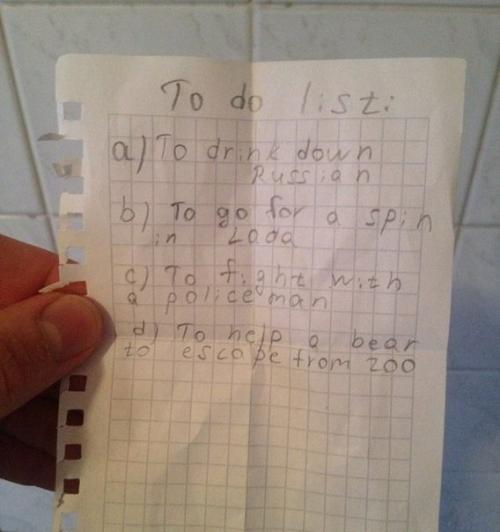 To do list:
a) To drink down
Russian
b) To go for a spin
in Lada
c) To fight with
a policeman
d) To help a bear
to escape from zoo